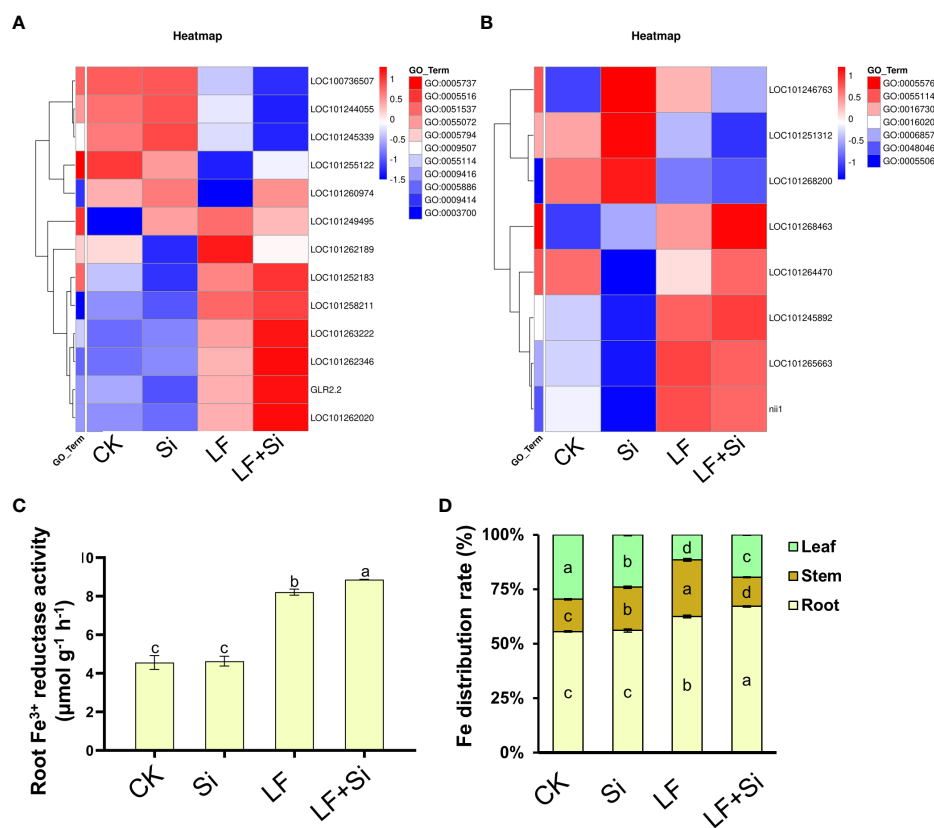 A
Heatmap
LOC100736507
LOC101244055
LOC101245339
LOC101255122
LOC101260974
LOC101249495
LOC101262189
LOC101252183
LOC101258211
LOC101263222
LOC101262346
GLR2.2
LOC101262020
1
0.5
0
-0.5
-1
-1.5
GO_Term
GO:0005737
GO:0005516
GO:0051537
GO:0055072
GO:0005794
GO:0009507
GO:0055114
GO:0009416
GO:0005886
GO:0009414
GO:0003700
GO_Term
CK
Si
LF
LF+Si
B
Heatmap
LOC101246763
LOC101251312
LOC101268200
LOC101268463
LOC101264470
LOC101245892
LOC101265663
nii1
1
0.5
0
-0.5
-1
GO_Term
GO:0005576
GO:0055114
GO:0016730
GO:0016020
GO:0006857
GO:0048046
GO:0005506
GO_Term
CK
Si
LF
LF+Si
C
Root Fe³⁺ reductase activity
(μmol g⁻¹ h⁻¹)
10
8
6
4
2
0
c
c
b
a
CK
Si
LF
LF+Si
D
Fe distribution rate (%)
100%
75%
50%
25%
0%
a
b
d
c
c
b
a
d
c
c
b
a
CK
Si
LF
LF+Si
Leaf
Stem
Root